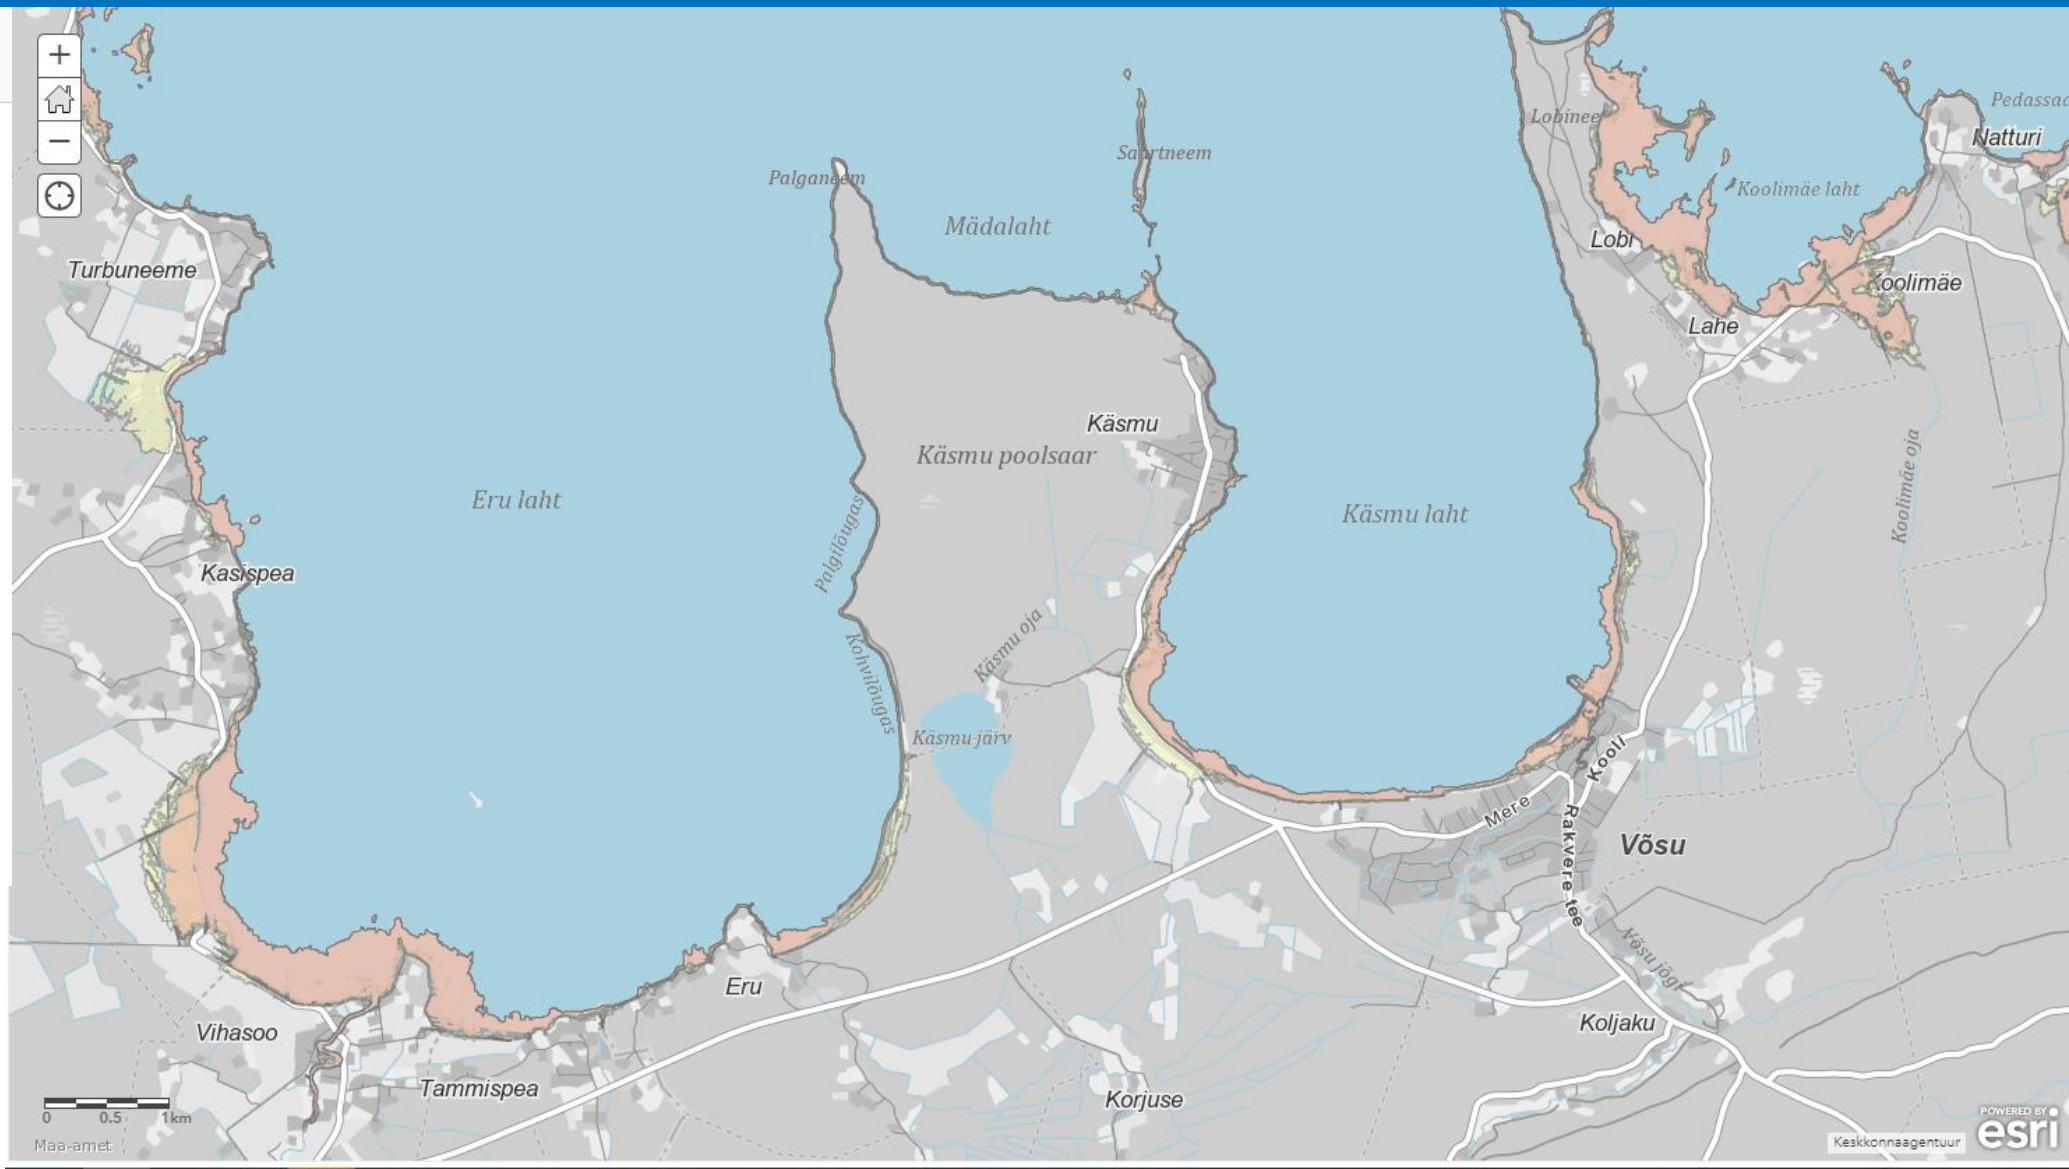 +
−
Pedassaa
Natturi
Lobinee
Saartneem
Palganeem
Koolimäe laht
Mädalaht
Lobi
Turbuneeme
Koolimäe
Lahe
Käsmu
Käsmu poolsaar
Koolimäe oja
Eru laht
Käsmu laht
Palgilõugas
Kasispea
Käsmu oja
Kohvilõugas
Käsmu järv
Kooli
Mere
Rakvere tee
Võsu
Võsu jõgi
Eru
Vihasoo
Koljaku
Tammispea
Korjuse
0 0.5 1km
Maa-amet
POWERED BY
esri
Keskkonnaagentuur